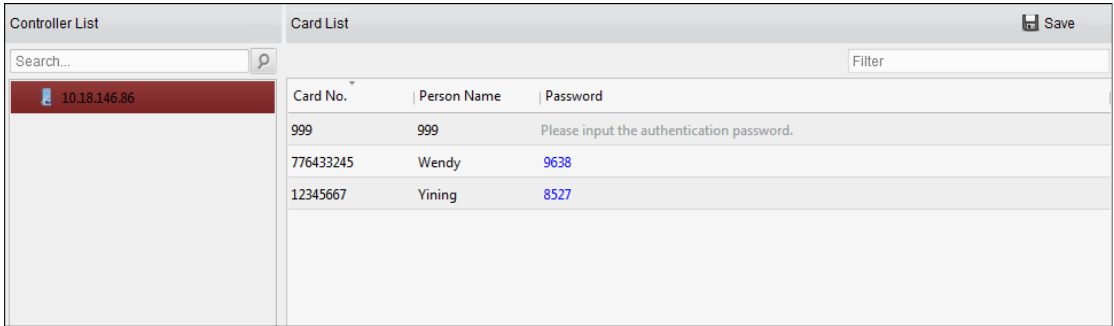 Controller List
Card List
Save
Search...
Filter
10.18.146.86
Card No. Person Name Password
999 999 Please input the authentication password.
776433245 Wendy 9638
12345667 Yining 8527